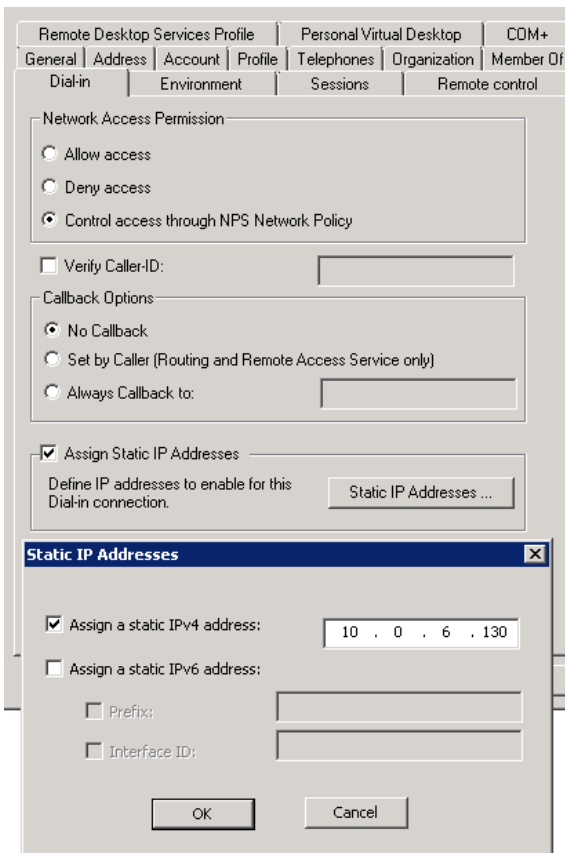 Remote Desktop Services Profile Personal Virtual Desktop COM+
General Address Account Profile Telephones Organization Member Of
Dial-in Environment Sessions Remote control
Network Access Permission
Allow access
Deny access
Control access through NPS Network Policy
Verify Caller-ID:
Callback Options
No Callback
Set by Caller (Routing and Remote Access Service only)
Always Callback to:
Assign Static IP Addresses
Define IP addresses to enable for this
Dial-in connection.
Static IP Addresses ...
Static IP Addresses
Assign a static IPv4 address: 10 . 0 . 6 . 130
Assign a static IPv6 address:
Prefix:
Interface ID:
OK Cancel